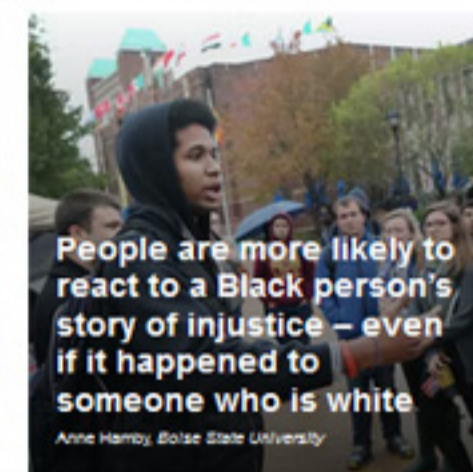 People are more likely to
react to a Black person's
story of injustice – even
if it happened to
someone who is white
Anne Hamby, Boise State University